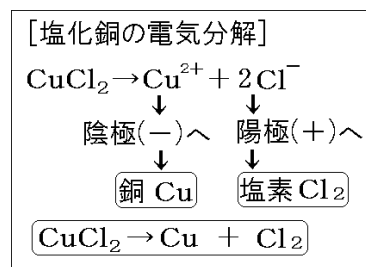 [塩化銅の電気分解]
CuCl₂→Cu²⁺+2Cl⁻
↓ ↓
陰極(−)へ 陽極(+)へ
↓ ↓
銅 Cu 塩素 Cl₂
CuCl₂→Cu + Cl₂